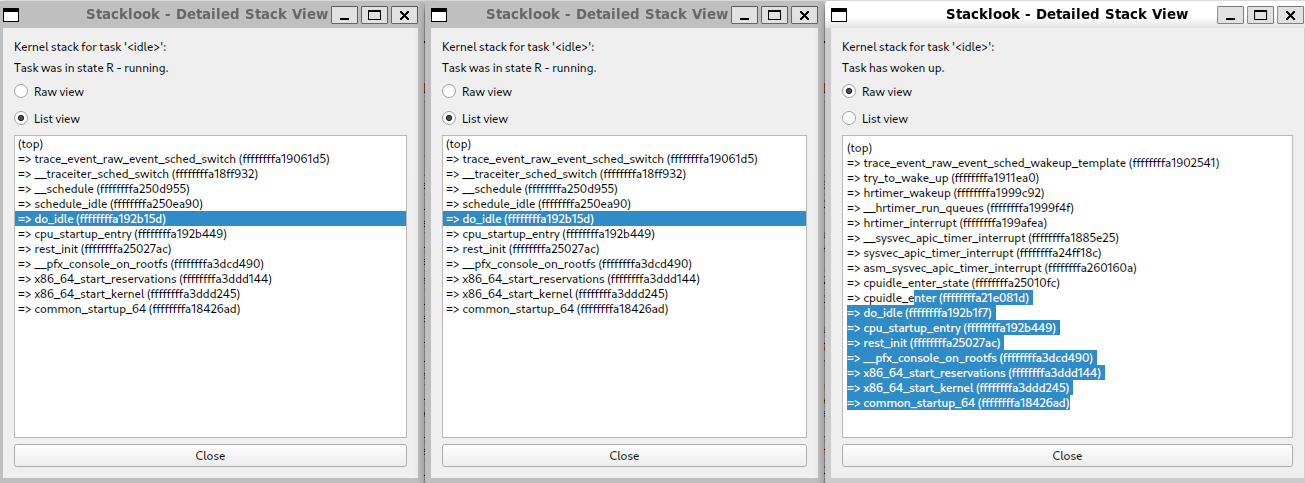 Stacklook - Detailed Stack View
Kernel stack for task '<idle>':
Task was in state R - running.
Raw view
List view
(top)
=> trace_event_raw_event_sched_switch (ffffffffa19061d5)
=> __traceiter_sched_switch (ffffffffa18ff932)
=> __schedule (ffffffffa250d955)
=> schedule_idle (ffffffffa250ea90)
=> do_idle (ffffffffa192b15d)
=> cpu_startup_entry (ffffffffa192b449)
=> rest_init (ffffffffa25027ac)
=> __pfx_console_on_rootfs (ffffffffa3dcd490)
=> x86_64_start_reservations (ffffffffa3ddd144)
=> x86_64_start_kernel (ffffffffa3ddd245)
=> common_startup_64 (ffffffffa18426ad)
Close
Stacklook - Detailed Stack View
Kernel stack for task '<idle>':
Task was in state R - running.
Raw view
List view
(top)
=> trace_event_raw_event_sched_switch (ffffffffa19061d5)
=> __traceiter_sched_switch (ffffffffa18ff932)
=> __schedule (ffffffffa250d955)
=> schedule_idle (ffffffffa250ea90)
=> do_idle (ffffffffa192b15d)
=> cpu_startup_entry (ffffffffa192b449)
=> rest_init (ffffffffa25027ac)
=> __pfx_console_on_rootfs (ffffffffa3dcd490)
=> x86_64_start_reservations (ffffffffa3ddd144)
=> x86_64_start_kernel (ffffffffa3ddd245)
=> common_startup_64 (ffffffffa18426ad)
Close
Stacklook - Detailed Stack View
Kernel stack for task '<idle>':
Task has woken up.
Raw view
List view
(top)
=> trace_event_raw_event_sched_wakeup_template (ffffffffa1902541)
=> try_to_wake_up (ffffffffa1911ea0)
=> hrtimer_wakeup (ffffffffa1999c92)
=> __hrtimer_run_queues (ffffffffa1999f4f)
=> hrtimer_interrupt (ffffffffa199afea)
=> __sysvec_apic_timer_interrupt (ffffffffa1885e25)
=> sysvec_apic_timer_interrupt (ffffffffa24ff18c)
=> asm_sysvec_apic_timer_interrupt (ffffffffa260160a)
=> cpuidle_enter_state (ffffffffa25010fc)
=> cpuidle_enter (ffffffffa21e081d)
=> do_idle (ffffffffa192b1f7)
=> cpu_startup_entry (ffffffffa192b449)
=> rest_init (ffffffffa25027ac)
=> __pfx_console_on_rootfs (ffffffffa3dcd490)
=> x86_64_start_reservations (ffffffffa3ddd144)
=> x86_64_start_kernel (ffffffffa3ddd245)
=> common_startup_64 (ffffffffa18426ad)
Close